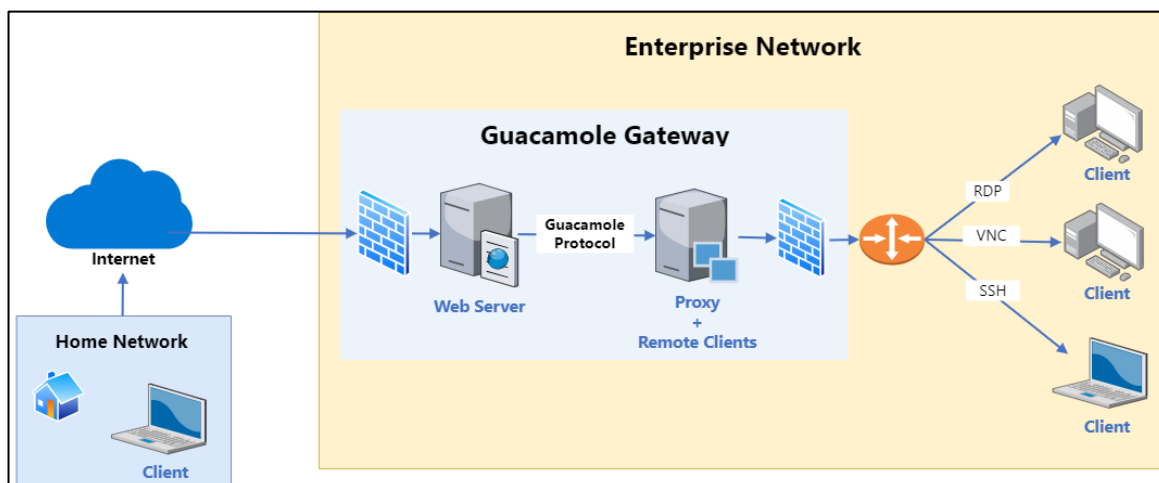 Enterprise Network
Guacamole Gateway
Internet
Home Network
Client
Web Server
Guacamole
Protocol
Proxy
+
Remote Clients
RDP
VNC
SSH
Client
Client
Client